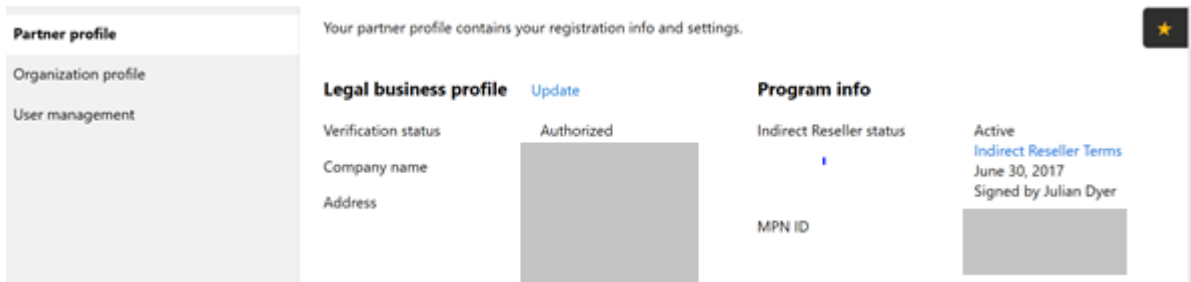 Partner profile
Organization profile
User management
Your partner profile contains your registration info and settings.
Legal business profile Update
Verification status Authorized
Company name
Address
Program info
Indirect Reseller status Active
Indirect Reseller Terms
June 30, 2017
Signed by Julian Dyer
MPN ID